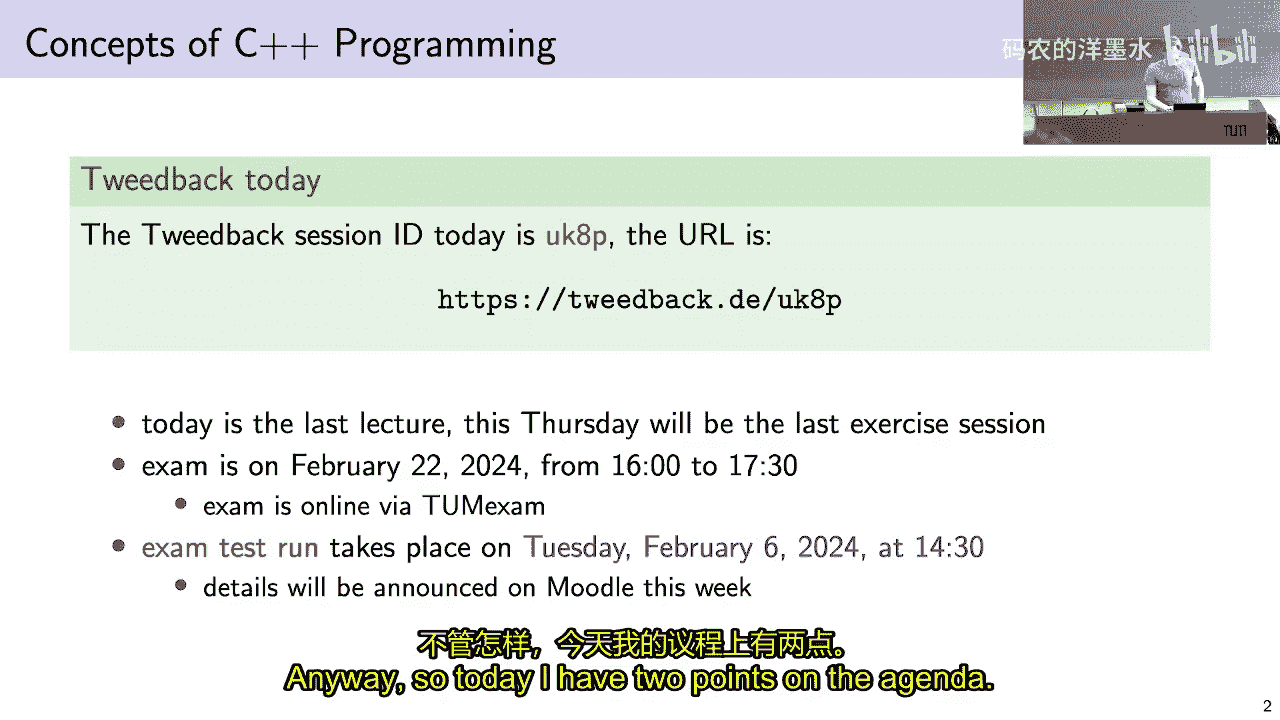 Concepts of C++ Programming
码农的洋墨水 bilibili
Tweedback today
The Tweedback session ID today is uk8p, the URL is:
https://tweedback.de/uk8p
• today is the last lecture, this Thursday will be the last exercise session
• exam is on February 22, 2024, from 16:00 to 17:30
• exam is online via TUMexam
• exam test run takes place on Tuesday, February 6, 2024, at 14:30
• details will be announced on Moodle this week
不管怎样，今天我的议程上有两点。
Anyway, so today I have two points on the agenda.
2